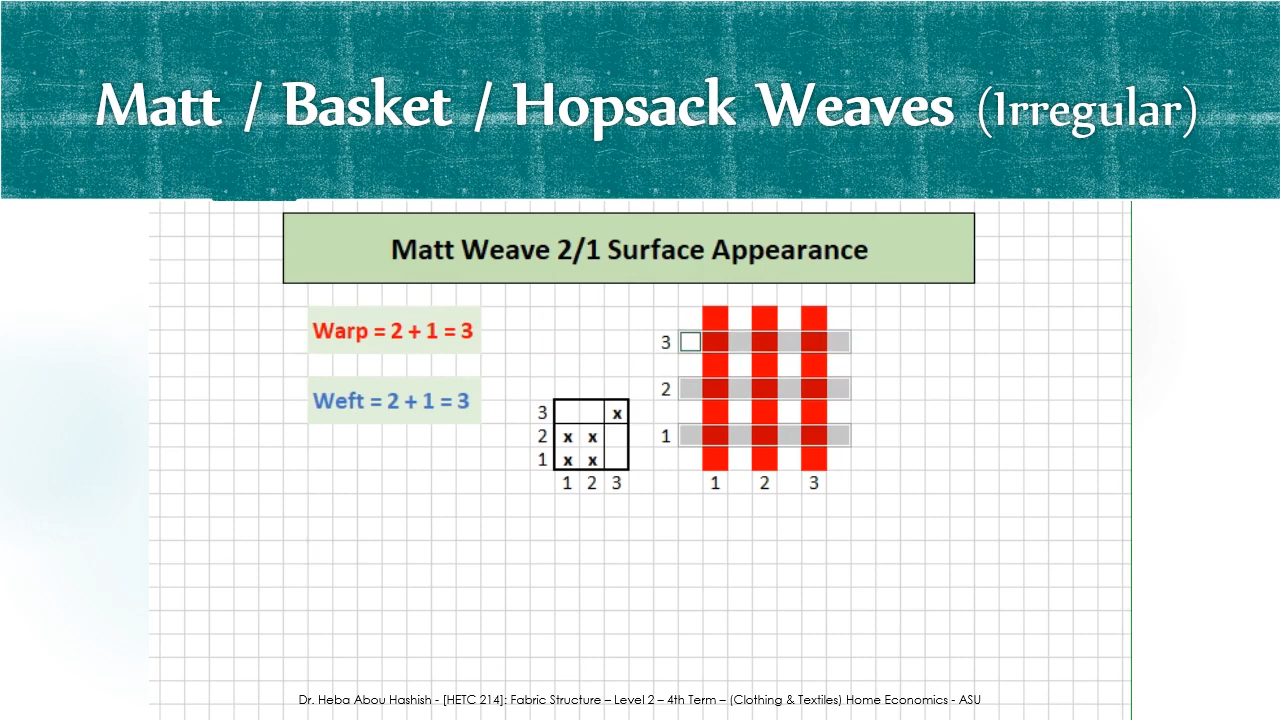 Matt / Basket / Hopsack Weaves (Irregular)
Matt Weave 2/1 Surface Appearance
Warp = 2 + 1 = 3
Weft = 2 + 1 = 3
3 x
2 x x
1 x x
1 2 3
3
2
1
1 2 3
Dr. Heba Abou Hashish - [HETC 214]: Fabric Structure – Level 2 – 4th Term – (Clothing & Textiles) Home Economics - ASU